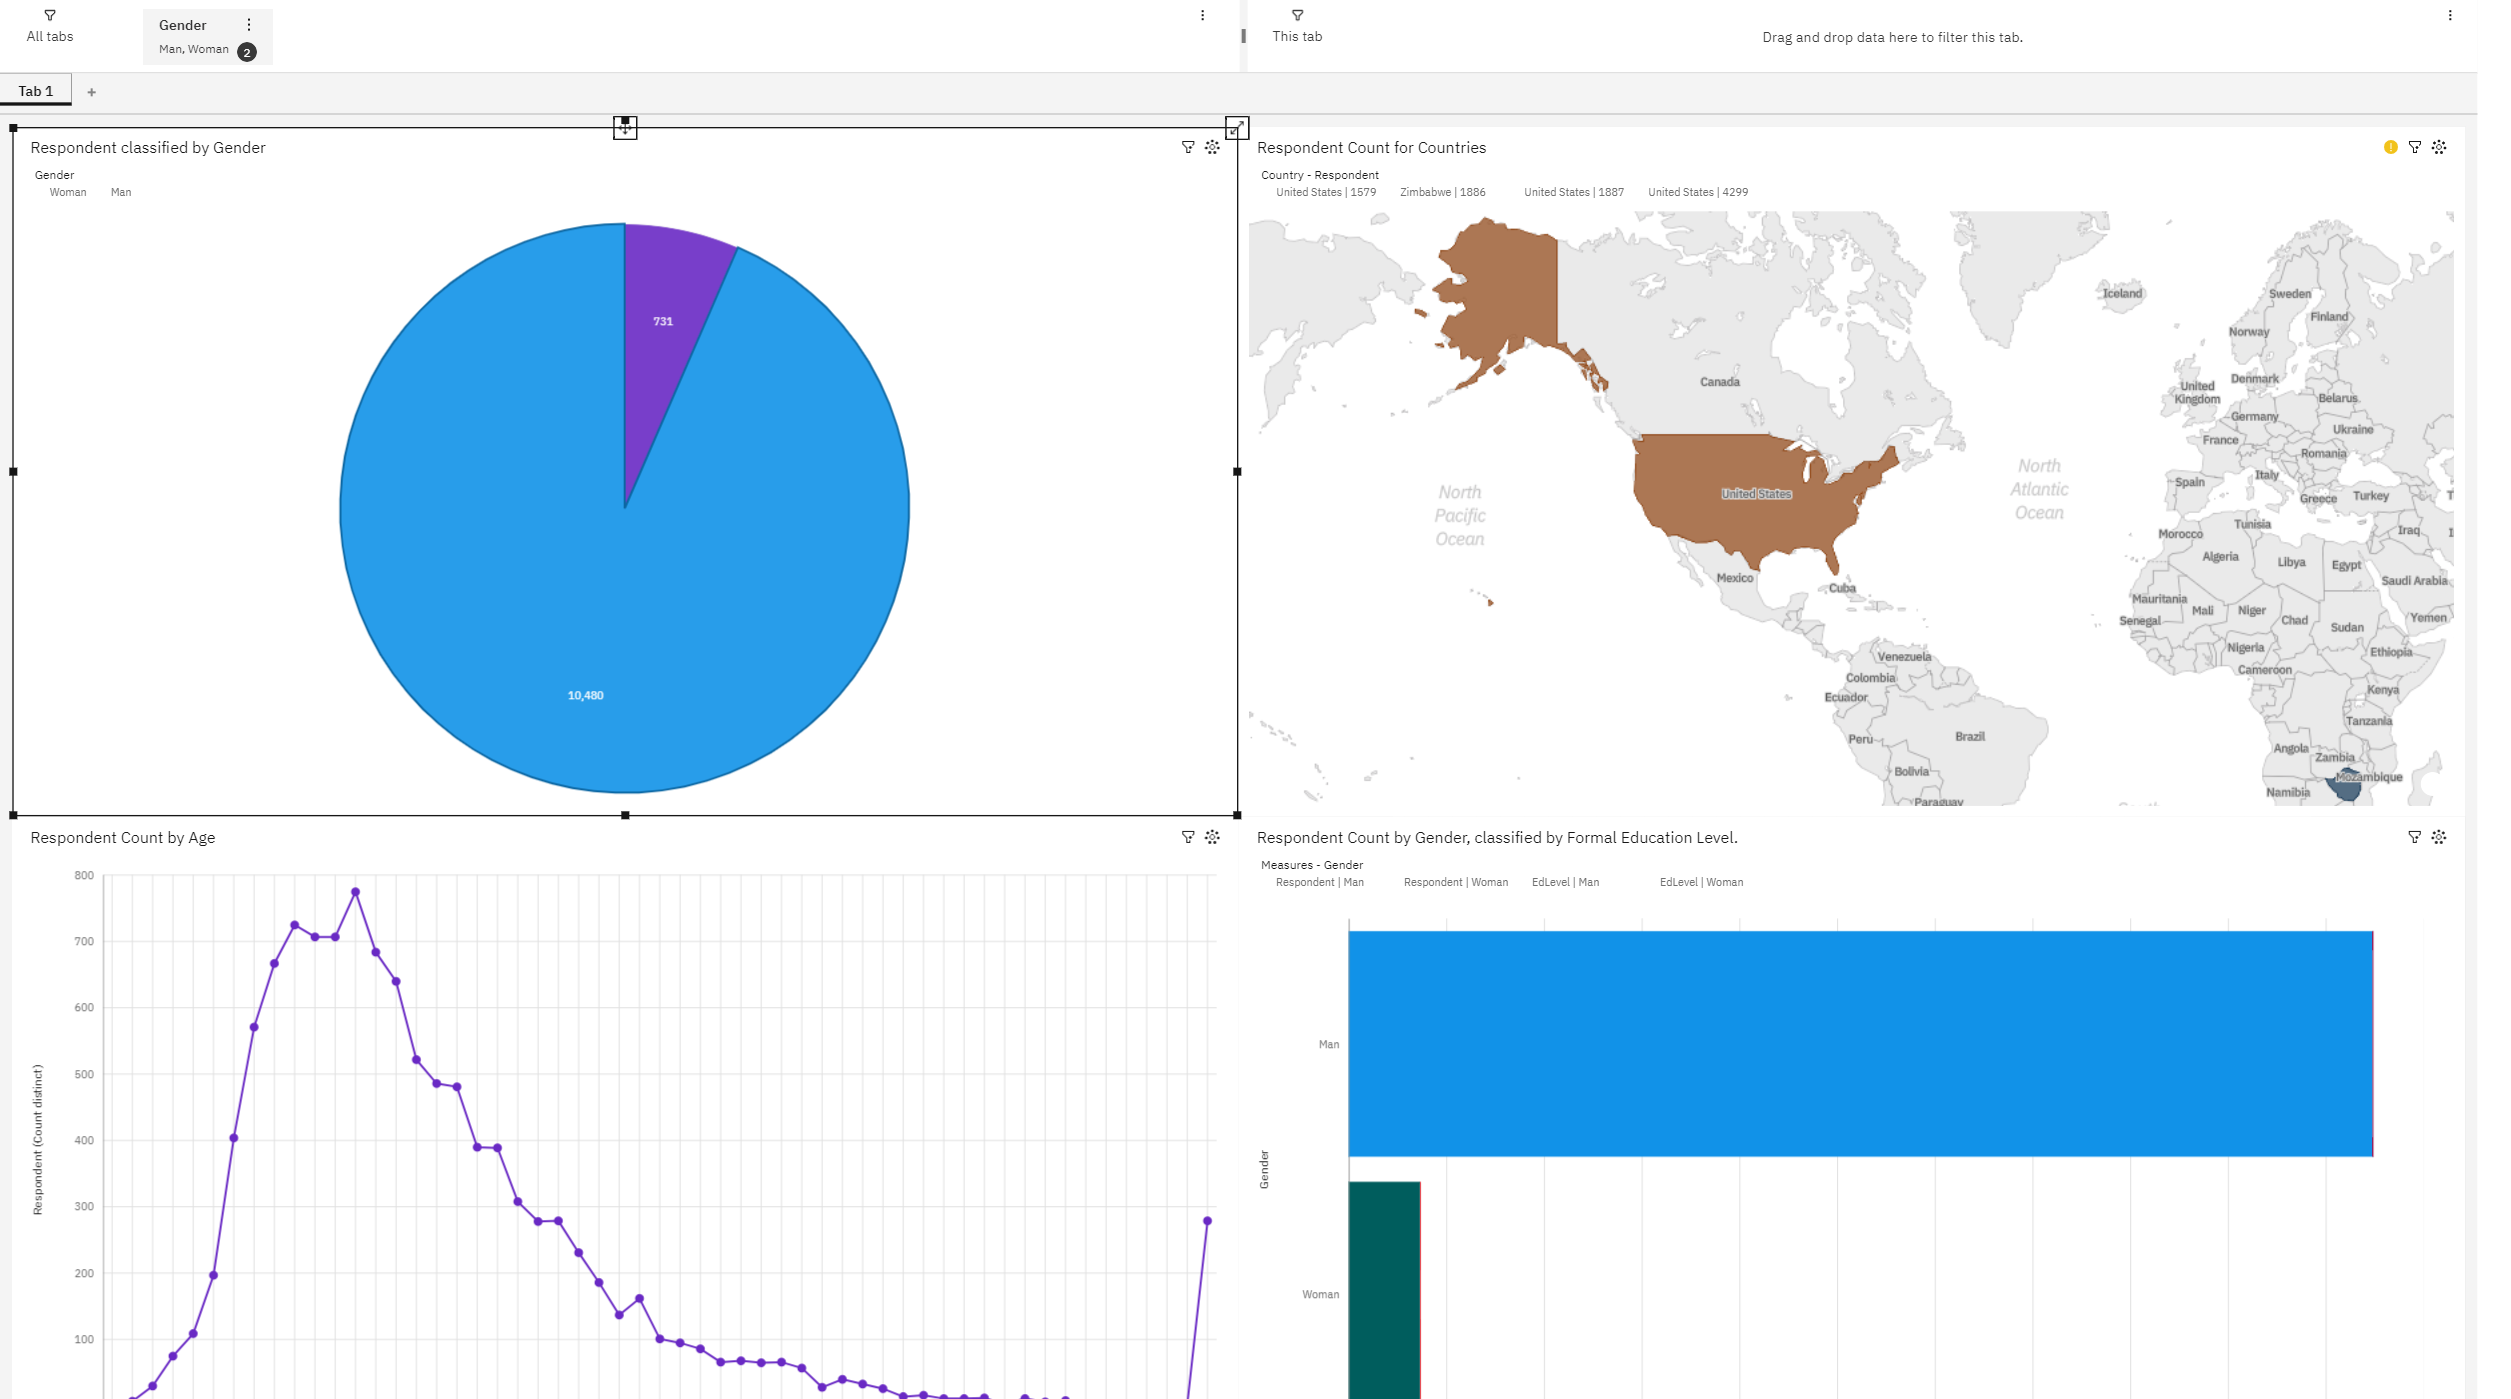 All tabs
Gender
Man, Woman 2
This tab
Drag and drop data here to filter this tab.
Tab 1 +
Respondent classified by Gender
Gender
Woman Man
731
10,480
Respondent Count for Countries
Country - Respondent
United States | 1579 Zimbabwe | 1886 United States | 1887 United States | 4299
Iceland
Sweden
Finland
Norway
Canada
Denmark
United
Kingdom
Belarus
Germany
Ukraine
France
Romania
Italy
Spain
Greece
Turkey
United States
North
Pacific
Ocean
North
Atlantic
Ocean
Tunisia
Morocco
Iraq
Algeria
Libya
Egypt
Mexico
Cuba
Saudi Arabia
Mauritania
Mali
Niger
Chad
Senegal
Sudan
Yemen
Nigeria
Ethiopia
Venezuela
Cameroon
Colombia
Kenya
Ecuador
Tanzania
Peru
Brazil
Angola
Zambia
Bolivia
Mozambique
Namibia
Paraguay
Respondent Count by Age
Respondent (Count distinct)
800
700
600
500
400
300
200
100
Respondent Count by Gender, classified by Formal Education Level.
Measures - Gender
Respondent | Man Respondent | Woman EdLevel | Man EdLevel | Woman
Gender
Man
Woman